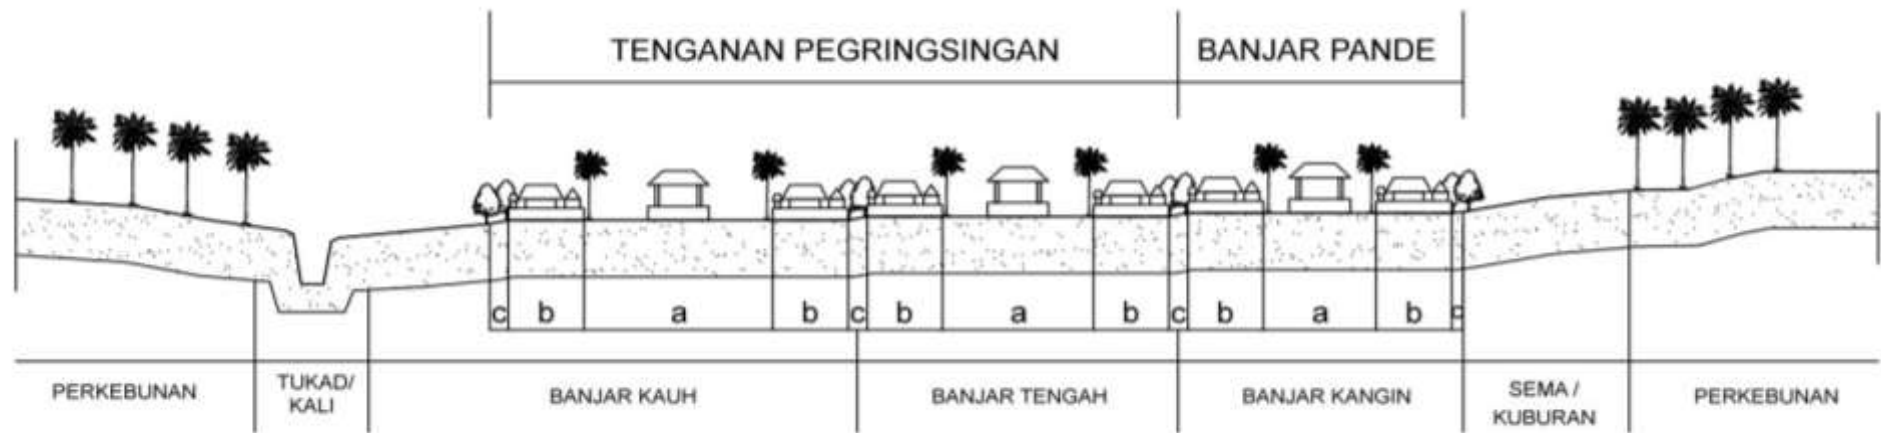 TENGANAN PEGRINGSINGAN BANJAR PANDE
c b a b c b a b c b a b c
PERKEBUNAN
TUKAD/
KALI
BANJAR KAUH
BANJAR TENGAH
BANJAR KANGIN
SEMA /
KUBURAN
PERKEBUNAN